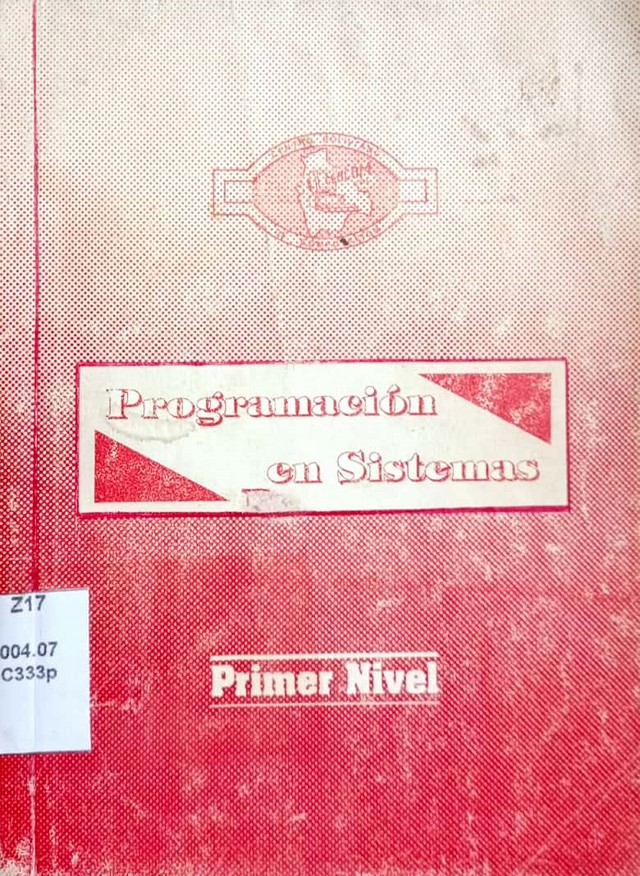 Programación
en Sistemas
Z17
004.07
C333p
Primer Nivel